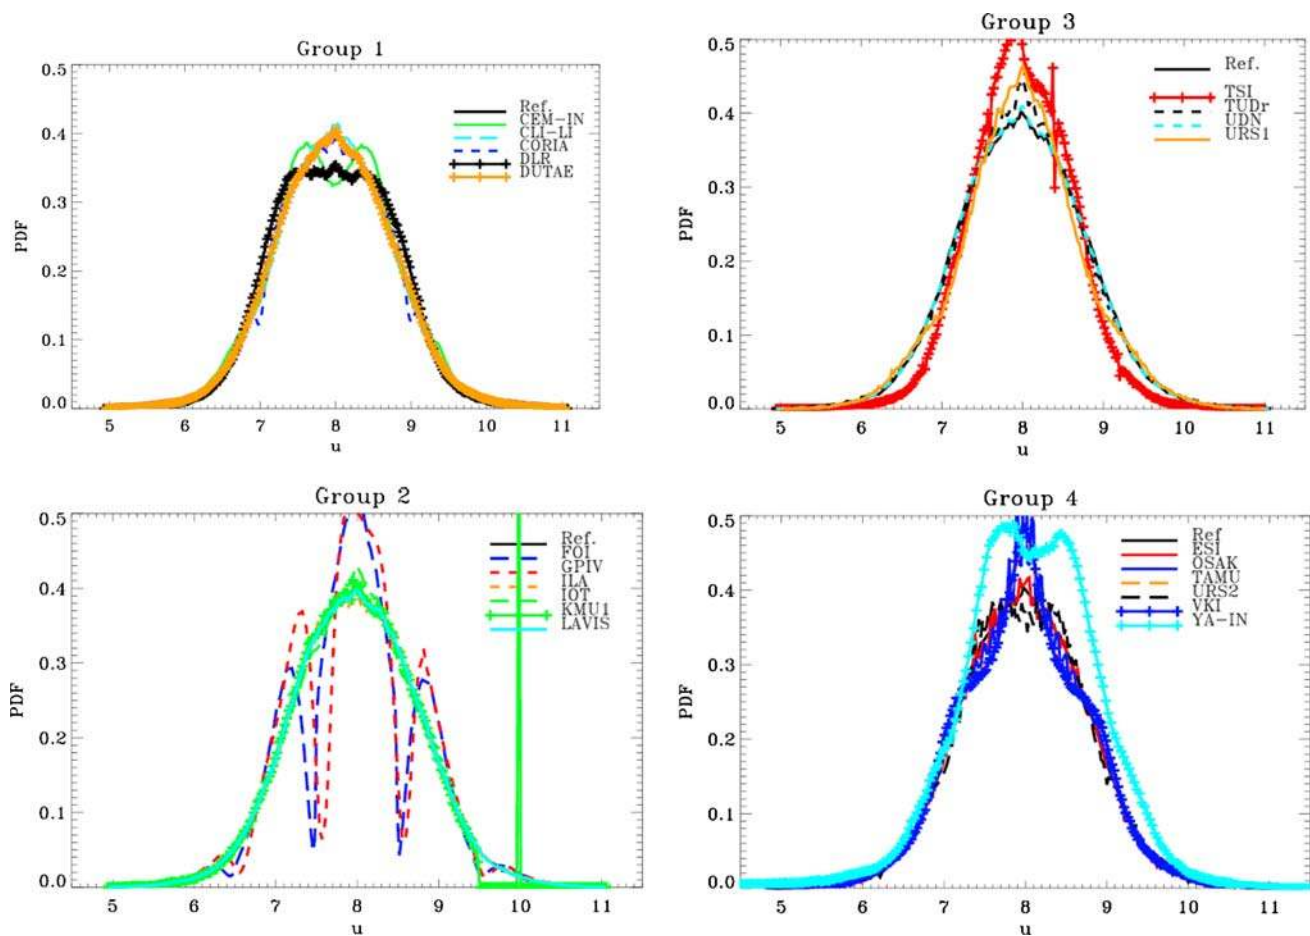 Group 1
0.5
0.4
0.3
0.2
0.1
0.0
PDF
Ref.
CEM-IN
CLI-LI
CORIA
DLR
DUTAE
5 6 7 8 9 10 11
u
Group 3
0.5
0.4
0.3
0.2
0.1
0.0
PDF
Ref.
TSI
TUDr
UDN
URS1
5 6 7 8 9 10 11
u
Group 2
0.5
0.4
0.3
0.2
0.1
0.0
PDF
Ref.
FOI
GPIV
ILA
IOT
KMU1
LAVIS
5 6 7 8 9 10 11
u
Group 4
0.5
0.4
0.3
0.2
0.1
0.0
PDF
Ref
ESI
OSAK
TAMU
URS2
VKI
YA-IN
5 6 7 8 9 10 11
u